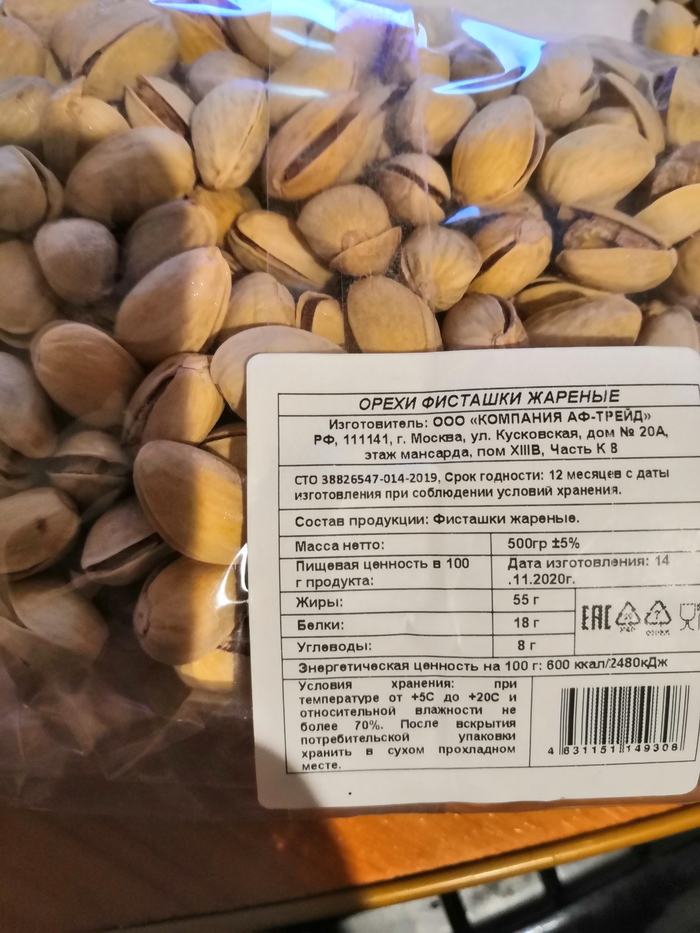 ОРЕХИ ФИСТАШКИ ЖАРЕНЫЕ
Изготовитель: ООО «КОМПАНИЯ АФ-ТРЕЙД»
РФ, 111141, г. Москва, ул. Кусковская, дом № 20А,
этаж мансарда, пом XIIIВ, Часть К 8
СТО 38826547-014-2019, Срок годности: 12 месяцев с даты
изготовления при соблюдении условий хранения.
Состав продукции: Фисташки жареные.
Масса нетто: 500гр ±5%
Пищевая ценность в 100
г продукта:
Дата изготовления: 14
.11.2020г.
Жиры: 55 г
Белки: 18 г
Углеводы: 8 г
EAC
Энергетическая ценность на 100 г: 600 ккал/2480кДж
Условия хранения: при
температуре от +5С до +20С и
относительной влажности не
более 70%. После вскрытия
потребительской упаковки
хранить в сухом прохладном
месте.
4 631151 149308